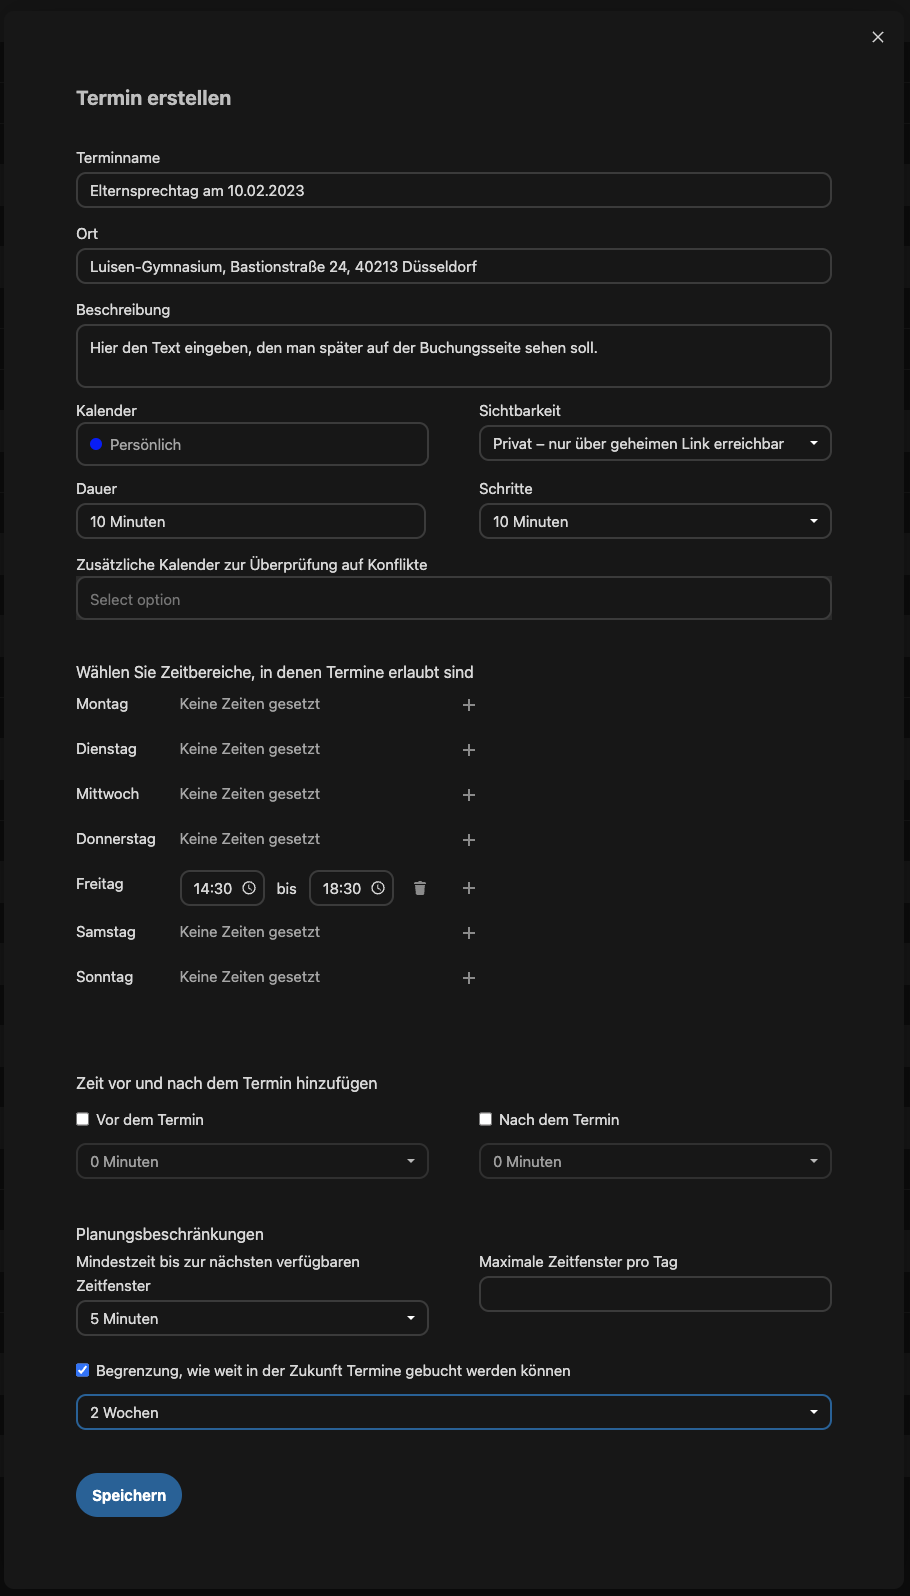 Termin erstellen
Terminname
Elternsprechtag am 10.02.2023
Ort
Luisen-Gymnasium, Bastionstraße 24, 40213 Düsseldorf
Beschreibung
Hier den Text eingeben, den man später auf der Buchungsseite sehen soll.
Kalender Sichtbarkeit
Persönlich Privat – nur über geheimen Link erreichbar
Dauer Schritte
10 Minuten 10 Minuten
Zusätzliche Kalender zur Überprüfung auf Konflikte
Select option
Wählen Sie Zeitbereiche, in denen Termine erlaubt sind
Montag Keine Zeiten gesetzt +
Dienstag Keine Zeiten gesetzt +
Mittwoch Keine Zeiten gesetzt +
Donnerstag Keine Zeiten gesetzt +
Freitag 14:30 bis 18:30 +
Samstag Keine Zeiten gesetzt +
Sonntag Keine Zeiten gesetzt +
Zeit vor und nach dem Termin hinzufügen
Vor dem Termin Nach dem Termin
0 Minuten 0 Minuten
Planungsbeschränkungen
Mindestzeit bis zur nächsten verfügbaren Maximale Zeitfenster pro Tag
Zeitfenster
5 Minuten
Begrenzung, wie weit in der Zukunft Termine gebucht werden können
2 Wochen
Speichern